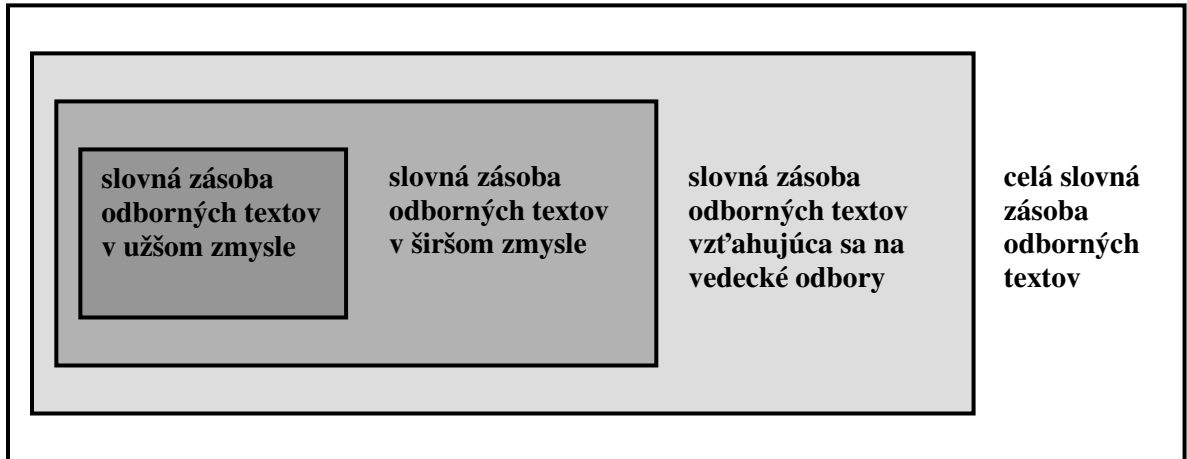 slovná zásoba
odborných textov
v užšom zmysle
slovná zásoba
odborných textov
v širšom zmysle
slovná zásoba
odborných textov
vzťahujúca sa na
vedecké odbory
celá slovná
zásoba
odborných
textov